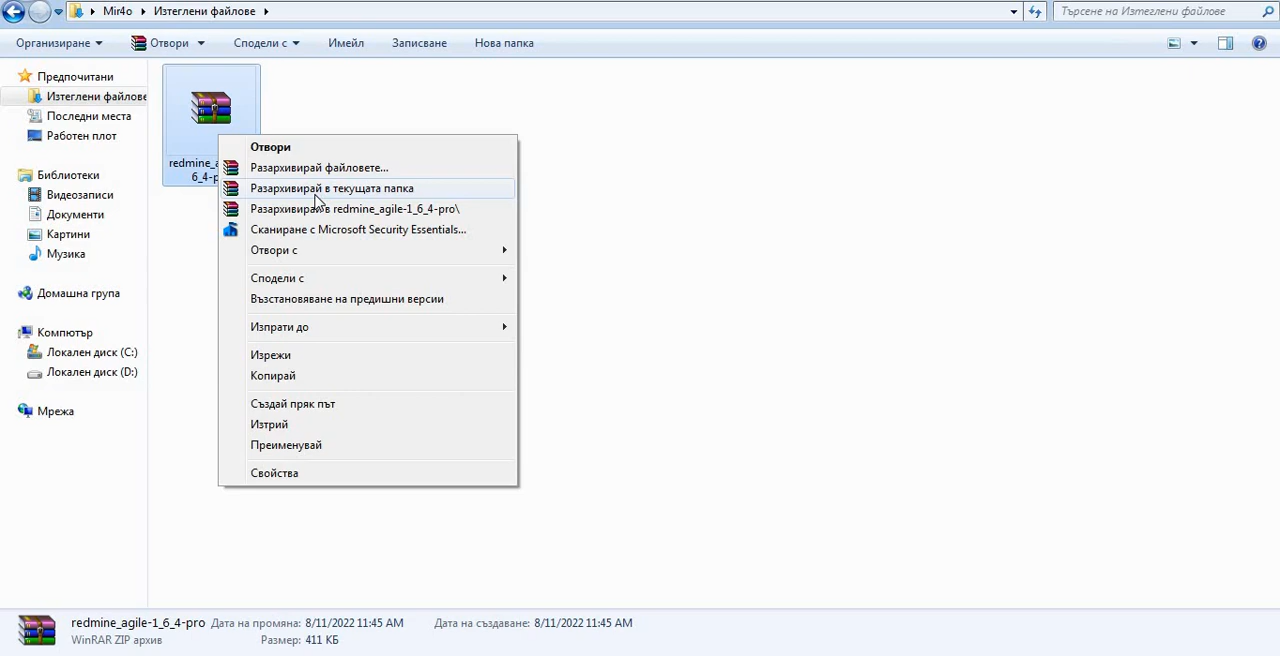 Mir4o Изтеглени файлове
Търсене на Изтеглени файлове
Организиране Отвори Сподели с Имейл Записване Нова папка
Предпочитани
Изтеглени файлове
Последни места
Работен плот
Библиотеки
Видеозаписи
Документи
Картини
Музика
Домашна група
Компютър
Локален диск (C:)
Локален диск (D:)
Мрежа
redmine_a
6_4-p
Отвори
Разархивирай файловете...
Разархивирай в текущата папка
Разархивирай в redmine_agile-1_6_4-pro\
Сканиране с Microsoft Security Essentials...
Отвори с
Сподели с
Възстановяване на предишни версии
Изпрати до
Изрежи
Копирай
Създай пряк път
Изтрий
Преименувай
Свойства
redmine_agile-1_6_4-pro Дата на промяна: 8/11/2022 11:45 AM Дата на създаване: 8/11/2022 11:45 AM
WinRAR ZIP архив Размер: 411 КБ